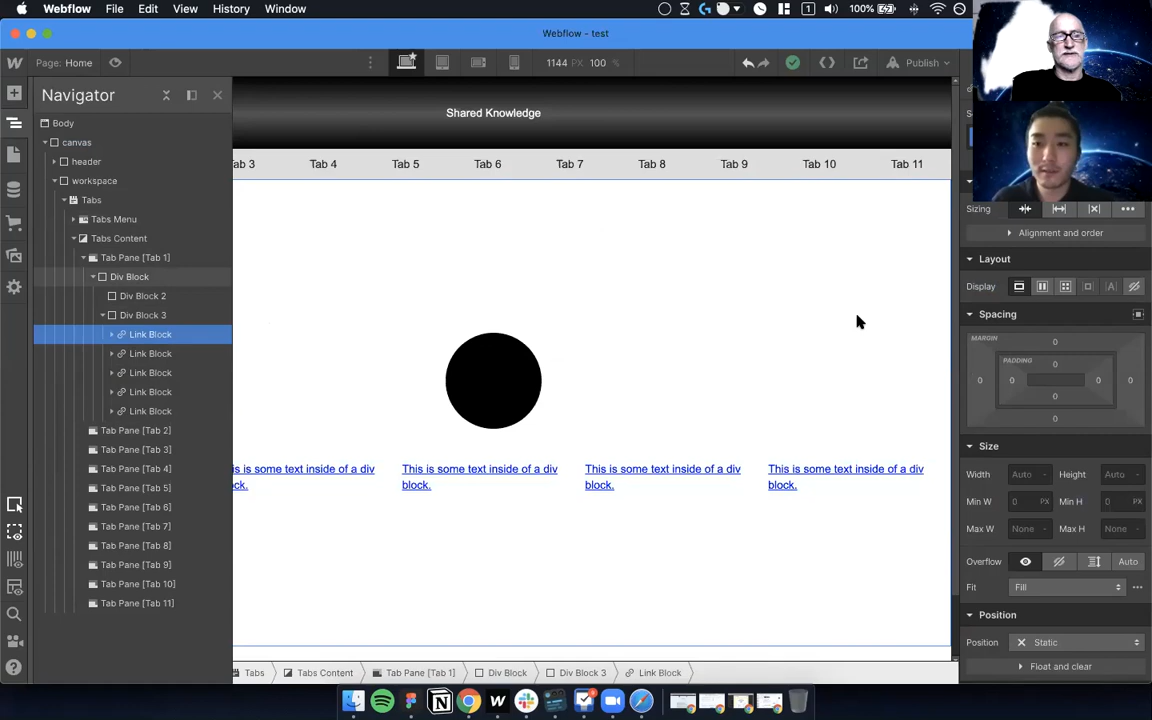 Webflow File Edit View History Window 1 100%
Webflow - test
Page: Home 1144 PX 100 Publish
Navigator
Body
canvas
header
workspace
Tabs
Tabs Menu
Tabs Content
Tab Pane [Tab 1]
Div Block
Div Block 2
Div Block 3
Link Block
Link Block
Link Block
Link Block
Link Block
Tab Pane [Tab 2]
Tab Pane [Tab 3]
Tab Pane [Tab 4]
Tab Pane [Tab 5]
Tab Pane [Tab 6]
Tab Pane [Tab 7]
Tab Pane [Tab 8]
Tab Pane [Tab 9]
Tab Pane [Tab 10]
Tab Pane [Tab 11]
Shared Knowledge
ab 3 Tab 4 Tab 5 Tab 6 Tab 7 Tab 8 Tab 9 Tab 10 Tab 11
is is some text inside of a div This is some text inside of a div This is some text inside of a div This is some text inside of a div
ock. block. block. block.
Tabs Tabs Content Tab Pane [Tab 1] Div Block Div Block 3 Link Block
Sizing
Alignment and order
Layout
Display
Spacing
MARGIN 0
PADDING 0
0 0 0 0
0
0
Size
Width Auto - Height Auto -
Min W 0 PX Min H 0 PX
Max W None - Max H None -
Overflow Auto
Fit Fill
Position
Position Static
Float and clear